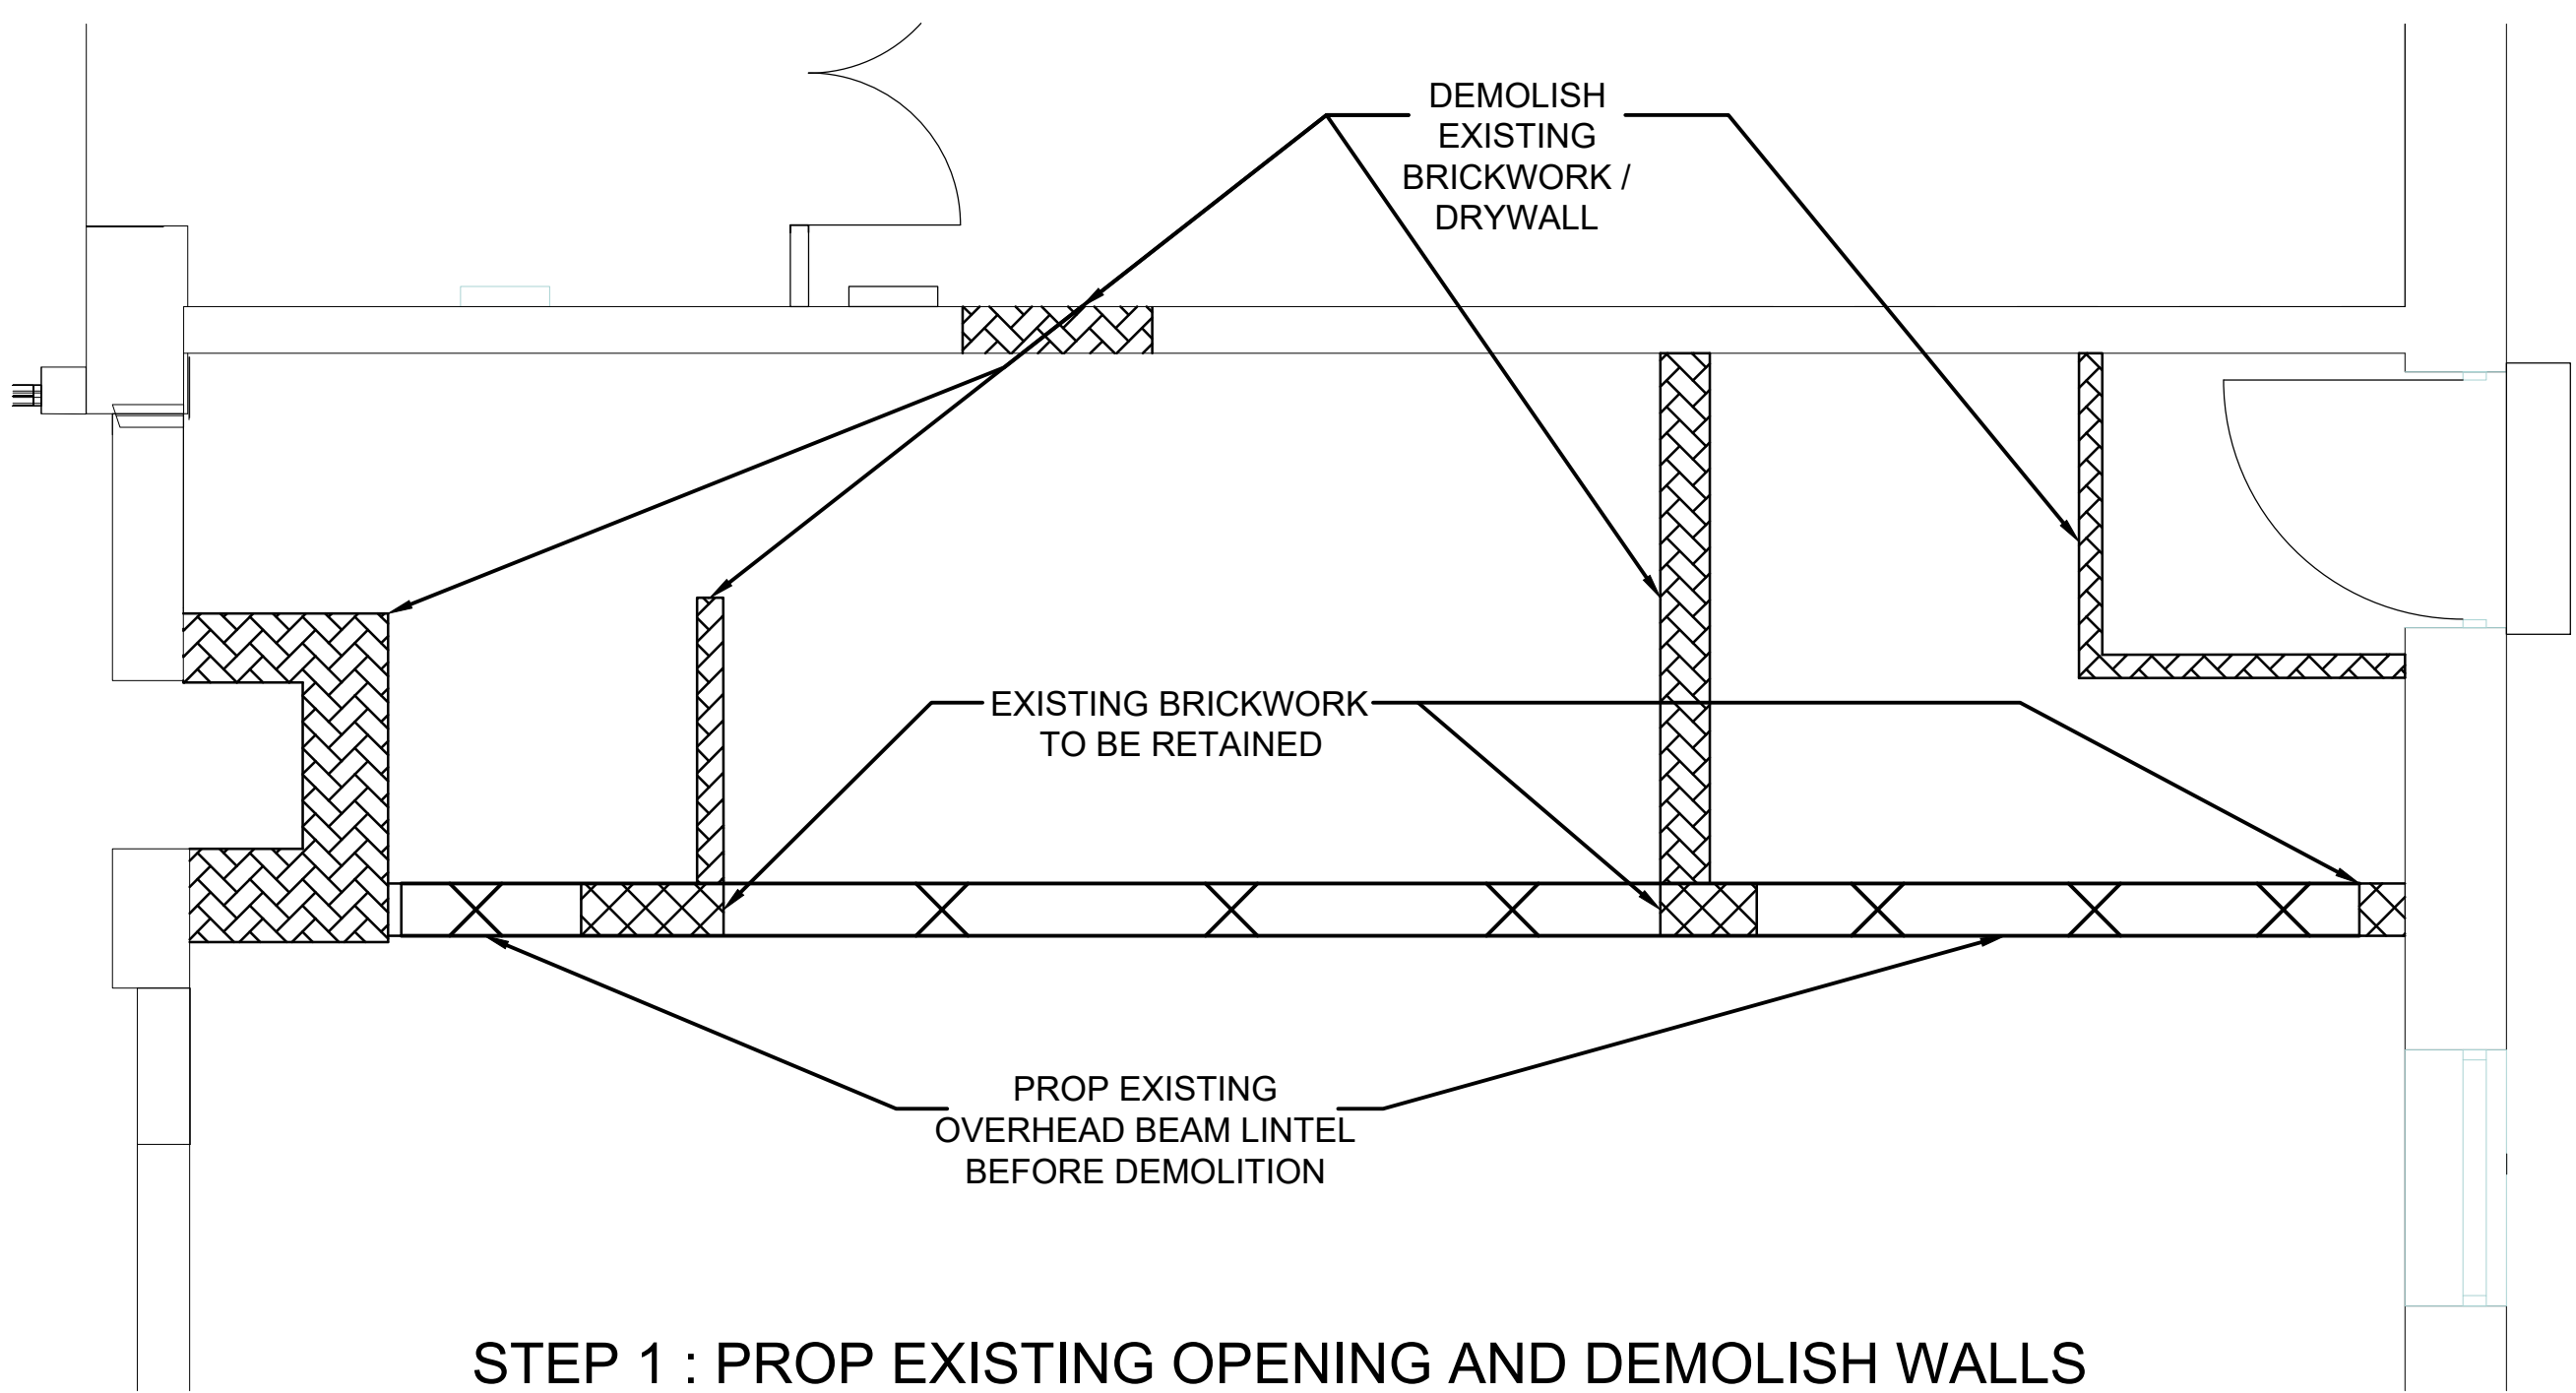 DEMOLISH
EXISTING
BRICKWORK /
DRYWALL
EXISTING BRICKWORK
TO BE RETAINED
PROP EXISTING
OVERHEAD BEAM LINTEL
BEFORE DEMOLITION
STEP 1 : PROP EXISTING OPENING AND DEMOLISH WALLS